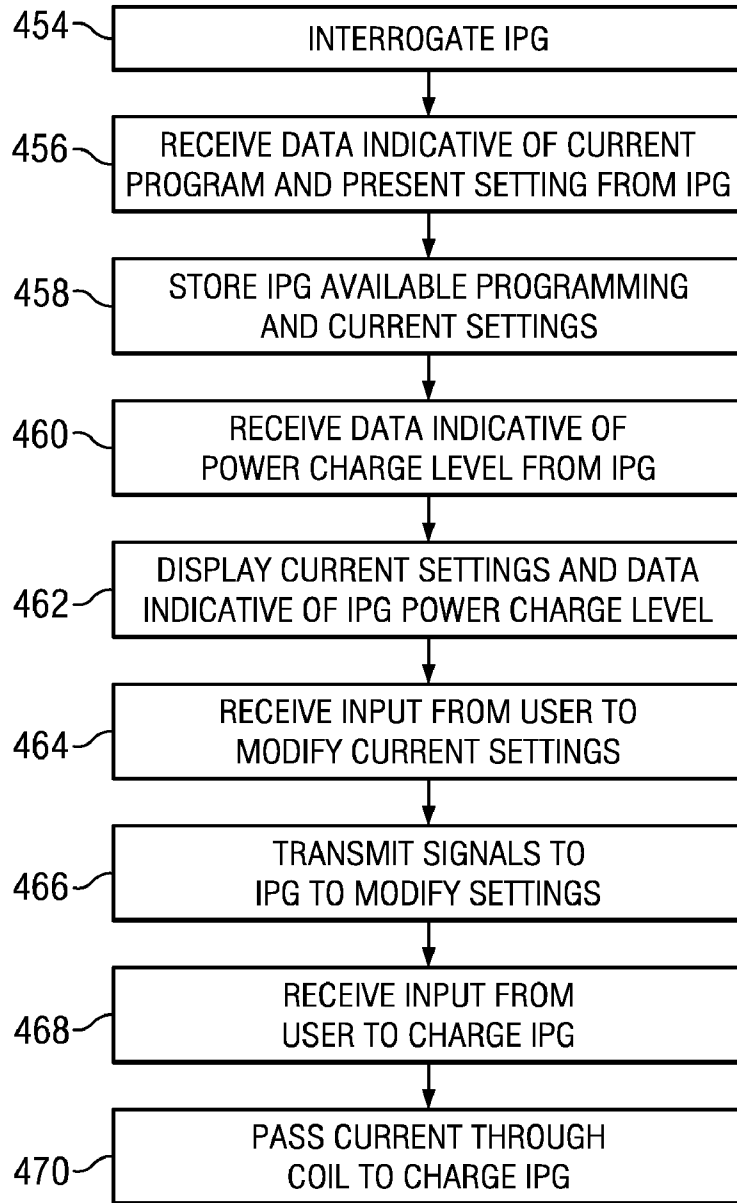 454
INTERROGATE IPG
456
RECEIVE DATA INDICATIVE OF CURRENT
PROGRAM AND PRESENT SETTING FROM IPG
458
STORE IPG AVAILABLE PROGRAMMING
AND CURRENT SETTINGS
460
RECEIVE DATA INDICATIVE OF
POWER CHARGE LEVEL FROM IPG
462
DISPLAY CURRENT SETTINGS AND DATA
INDICATIVE OF IPG POWER CHARGE LEVEL
464
RECEIVE INPUT FROM USER TO
MODIFY CURRENT SETTINGS
466
TRANSMIT SIGNALS TO
IPG TO MODIFY SETTINGS
468
RECEIVE INPUT FROM
USER TO CHARGE IPG
470
PASS CURRENT THROUGH
COIL TO CHARGE IPG